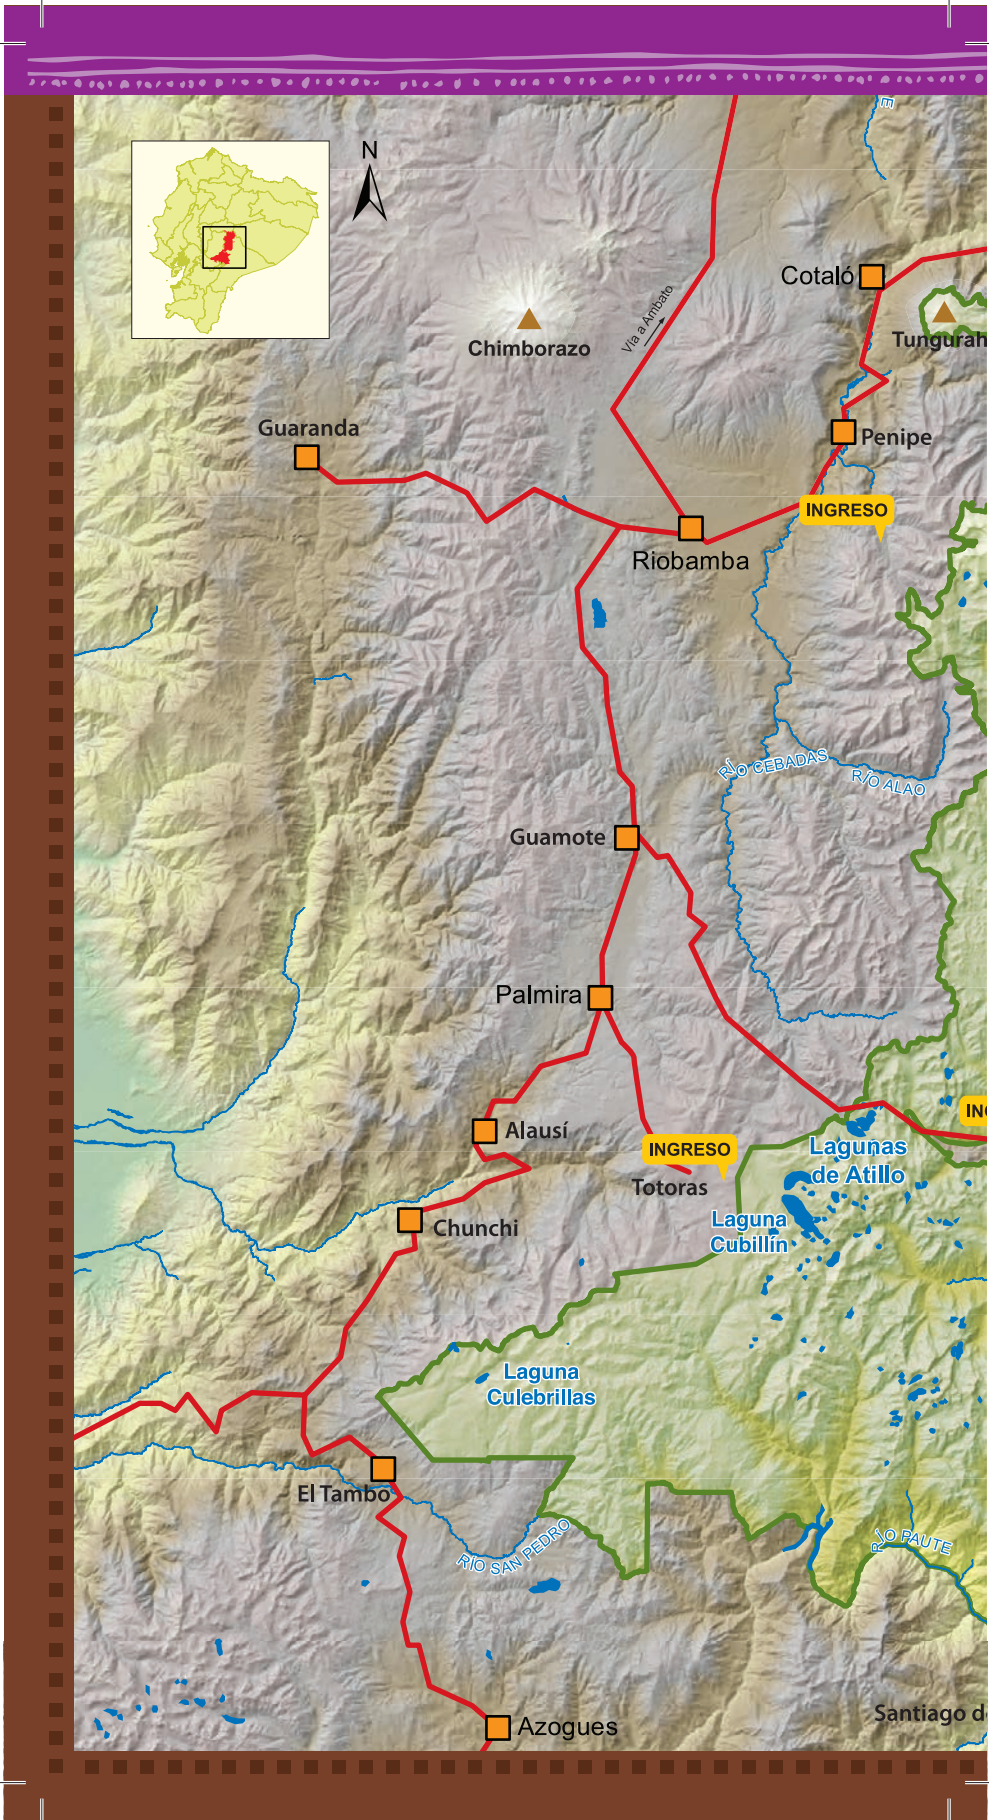 E
N
Cotaló
Vía a Ambato
Chimborazo
Tungurah
Guaranda
Penipe
INGRESO
Riobamba
RÍO CEBADAS
RÍO ALAO
Guamote
Palmira
Alausí
ING
INGRESO
Lagunas
de Atillo
Totoras
Laguna
Cubillín
Chunchi
Laguna
Culebrillas
El Tambo
RÍO SAN PEDRO
RÍO PAUTE
Santiago d
Azogues